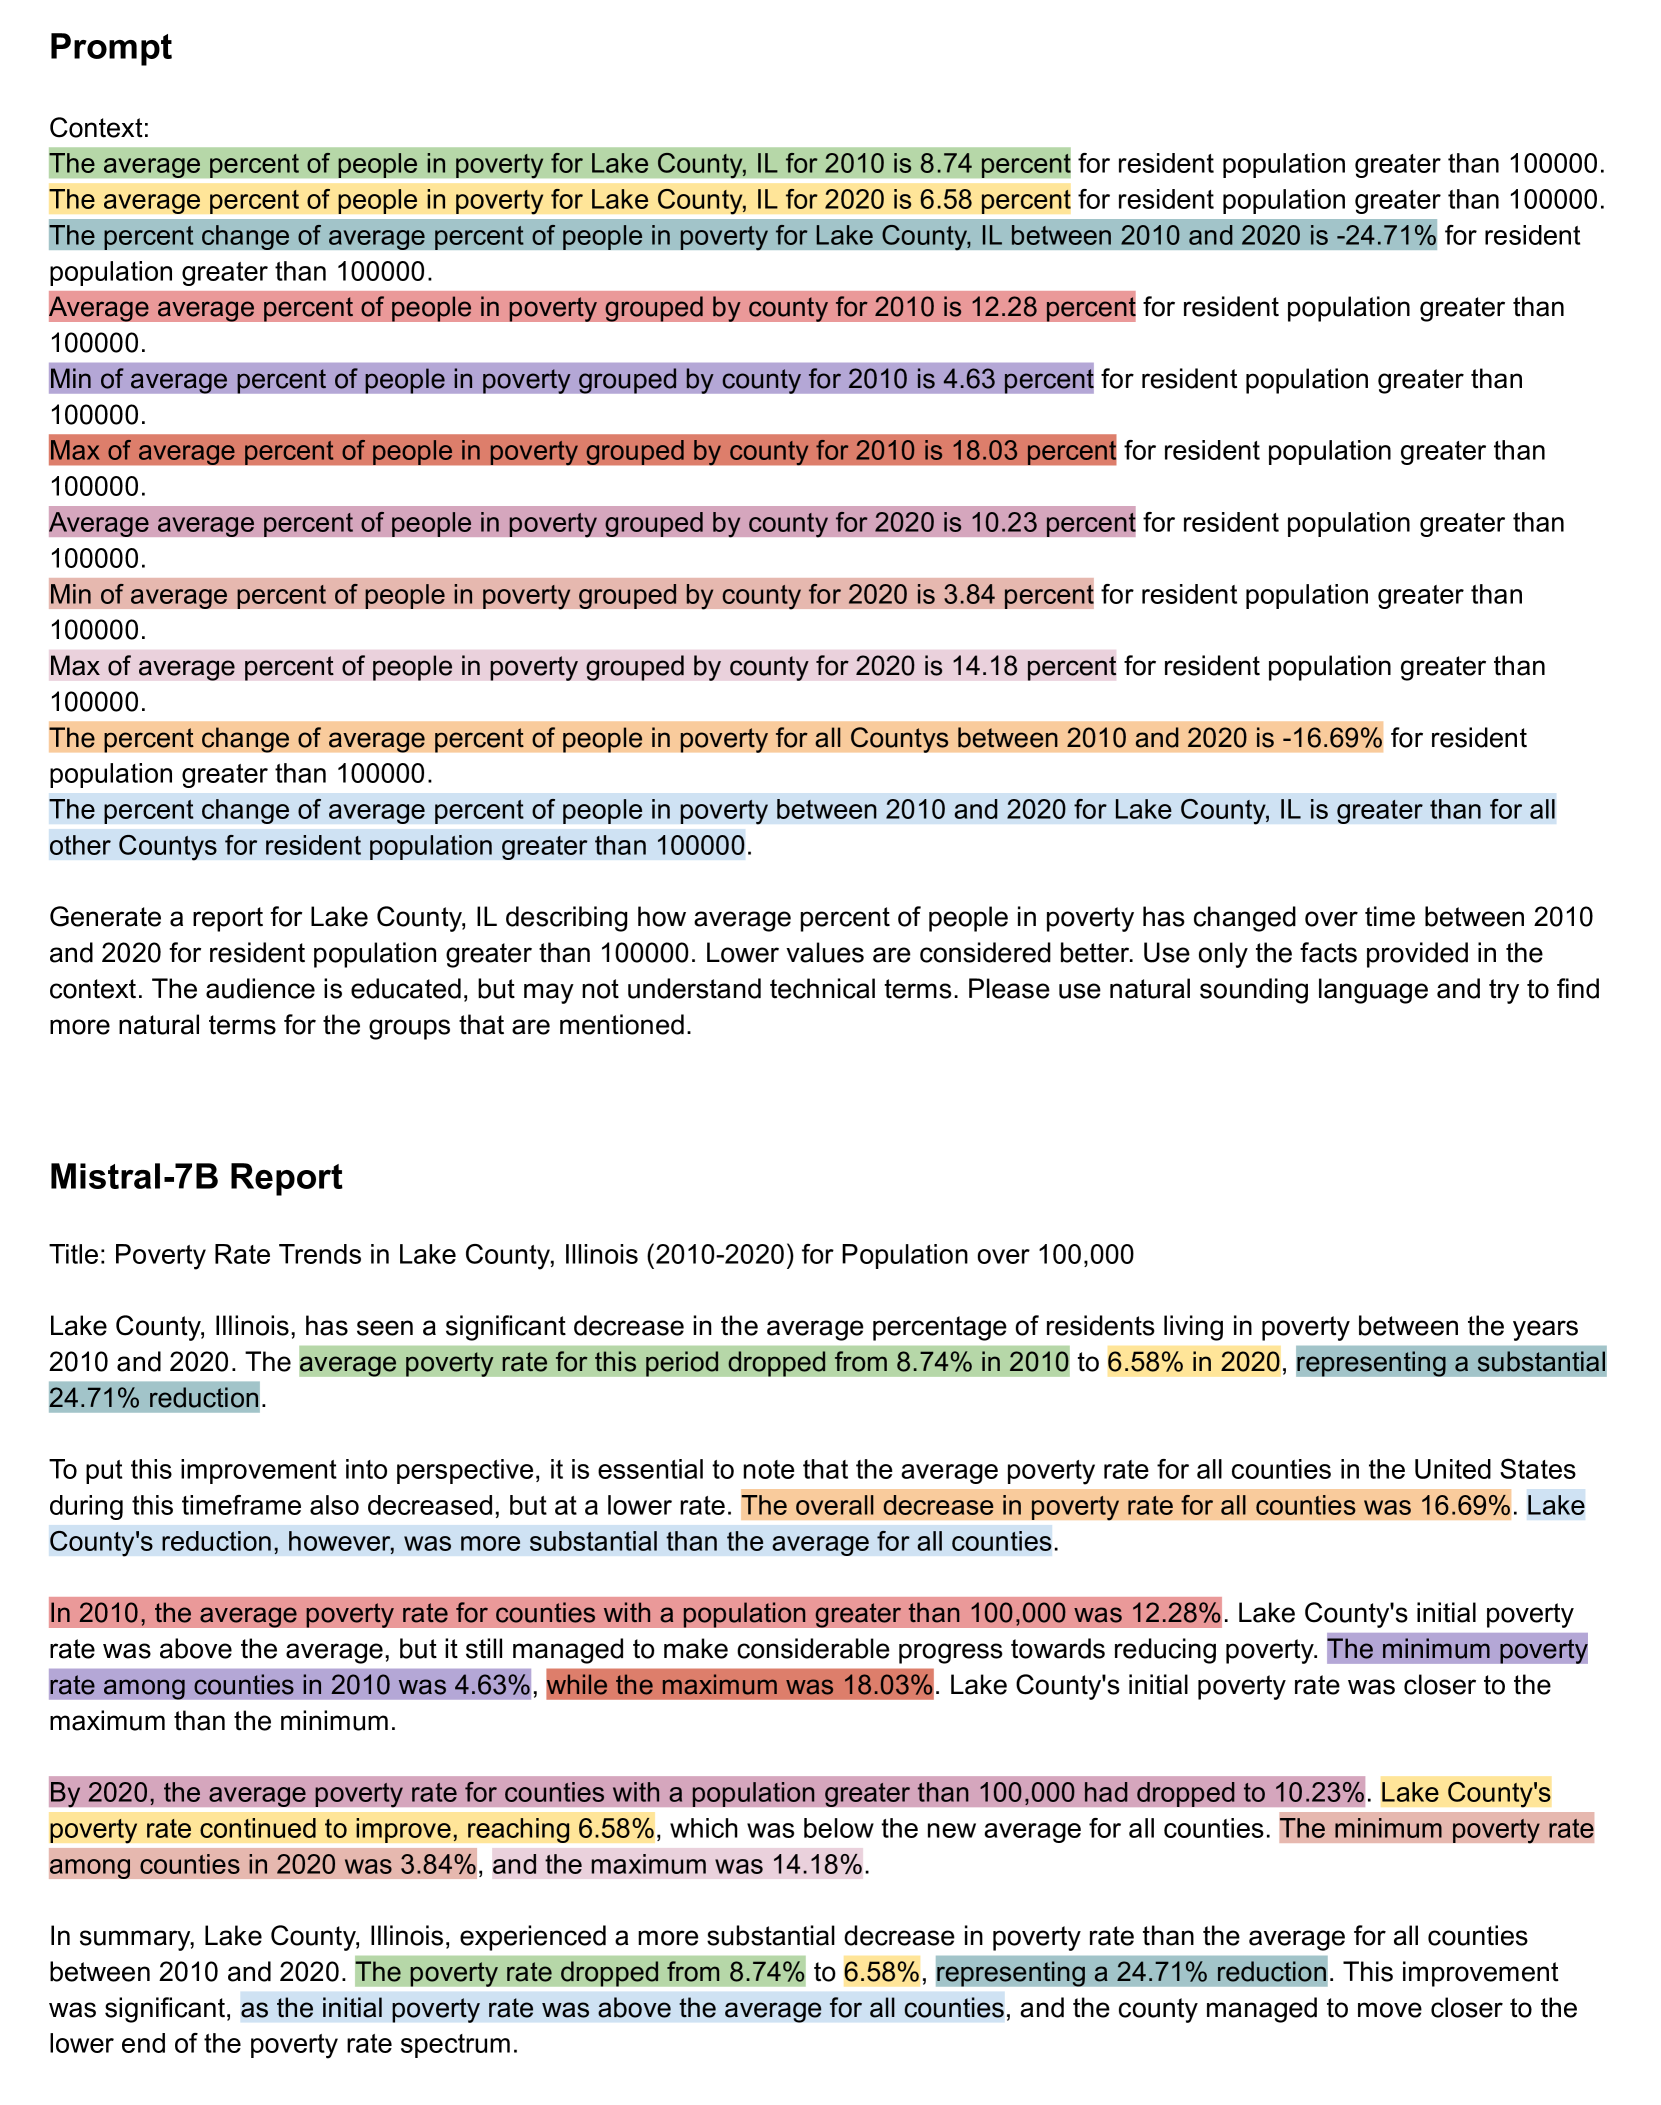 Prompt
Context:
The average percent of people in poverty for Lake County, IL for 2010 is 8.74 percent for resident population greater than 100000.
The average percent of people in poverty for Lake County, IL for 2020 is 6.58 percent for resident population greater than 100000.
The percent change of average percent of people in poverty for Lake County, IL between 2010 and 2020 is -24.71% for resident
population greater than 100000.
Average average percent of people in poverty grouped by county for 2010 is 12.28 percent for resident population greater than
100000.
Min of average percent of people in poverty grouped by county for 2010 is 4.63 percent for resident population greater than
100000.
Max of average percent of people in poverty grouped by county for 2010 is 18.03 percent for resident population greater than
100000.
Average average percent of people in poverty grouped by county for 2020 is 10.23 percent for resident population greater than
100000.
Min of average percent of people in poverty grouped by county for 2020 is 3.84 percent for resident population greater than
100000.
Max of average percent of people in poverty grouped by county for 2020 is 14.18 percent for resident population greater than
100000.
The percent change of average percent of people in poverty for all Countys between 2010 and 2020 is -16.69% for resident
population greater than 100000.
The percent change of average percent of people in poverty between 2010 and 2020 for Lake County, IL is greater than for all
other Countys for resident population greater than 100000.
Generate a report for Lake County, IL describing how average percent of people in poverty has changed over time between 2010
and 2020 for resident population greater than 100000. Lower values are considered better. Use only the facts provided in the
context. The audience is educated, but may not understand technical terms. Please use natural sounding language and try to find
more natural terms for the groups that are mentioned.
Mistral-7B Report
Title: Poverty Rate Trends in Lake County, Illinois (2010-2020) for Population over 100,000
Lake County, Illinois, has seen a significant decrease in the average percentage of residents living in poverty between the years
2010 and 2020. The average poverty rate for this period dropped from 8.74% in 2010 to 6.58% in 2020, representing a substantial
24.71% reduction.
To put this improvement into perspective, it is essential to note that the average poverty rate for all counties in the United States
during this timeframe also decreased, but at a lower rate. The overall decrease in poverty rate for all counties was 16.69%. Lake
County's reduction, however, was more substantial than the average for all counties.
In 2010, the average poverty rate for counties with a population greater than 100,000 was 12.28%. Lake County's initial poverty
rate was above the average, but it still managed to make considerable progress towards reducing poverty. The minimum poverty
rate among counties in 2010 was 4.63%, while the maximum was 18.03%. Lake County's initial poverty rate was closer to the
maximum than the minimum.
By 2020, the average poverty rate for counties with a population greater than 100,000 had dropped to 10.23%. Lake County's
poverty rate continued to improve, reaching 6.58%, which was below the new average for all counties. The minimum poverty rate
among counties in 2020 was 3.84%, and the maximum was 14.18%.
In summary, Lake County, Illinois, experienced a more substantial decrease in poverty rate than the average for all counties
between 2010 and 2020. The poverty rate dropped from 8.74% to 6.58%, representing a 24.71% reduction. This improvement
was significant, as the initial poverty rate was above the average for all counties, and the county managed to move closer to the
lower end of the poverty rate spectrum.